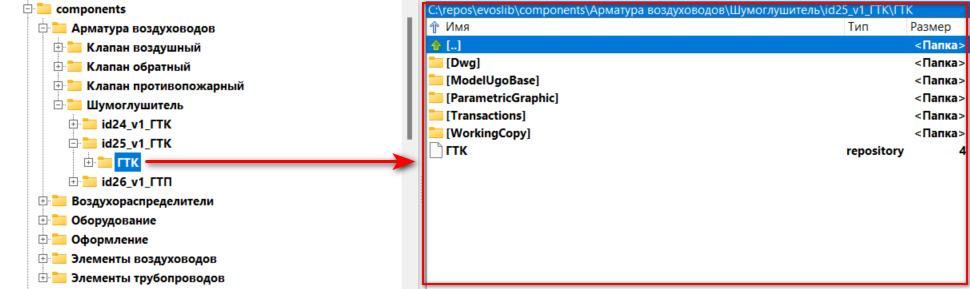 components
Арматура воздуховодов
Клапан воздушный
Клапан обратный
Клапан противопожарный
Шумоглушитель
id24_v1_ГТК
id25_v1_ГТК
ГТК
id26_v1_ГТП
Воздухораспределители
Оборудование
Оформление
Элементы воздуховодов
Элементы трубопроводов
C:\repos\evoslib\components\Арматура воздуховодов\Шумоглушитель\id25_v1_ГТК\ГТК
Имя Тип Размер
[..] <Папка>
[Dwg] <Папка>
[ModelUgoBase] <Папка>
[ParametricGraphic] <Папка>
[Transactions] <Папка>
[WorkingCopy] <Папка>
ГТК repository 4